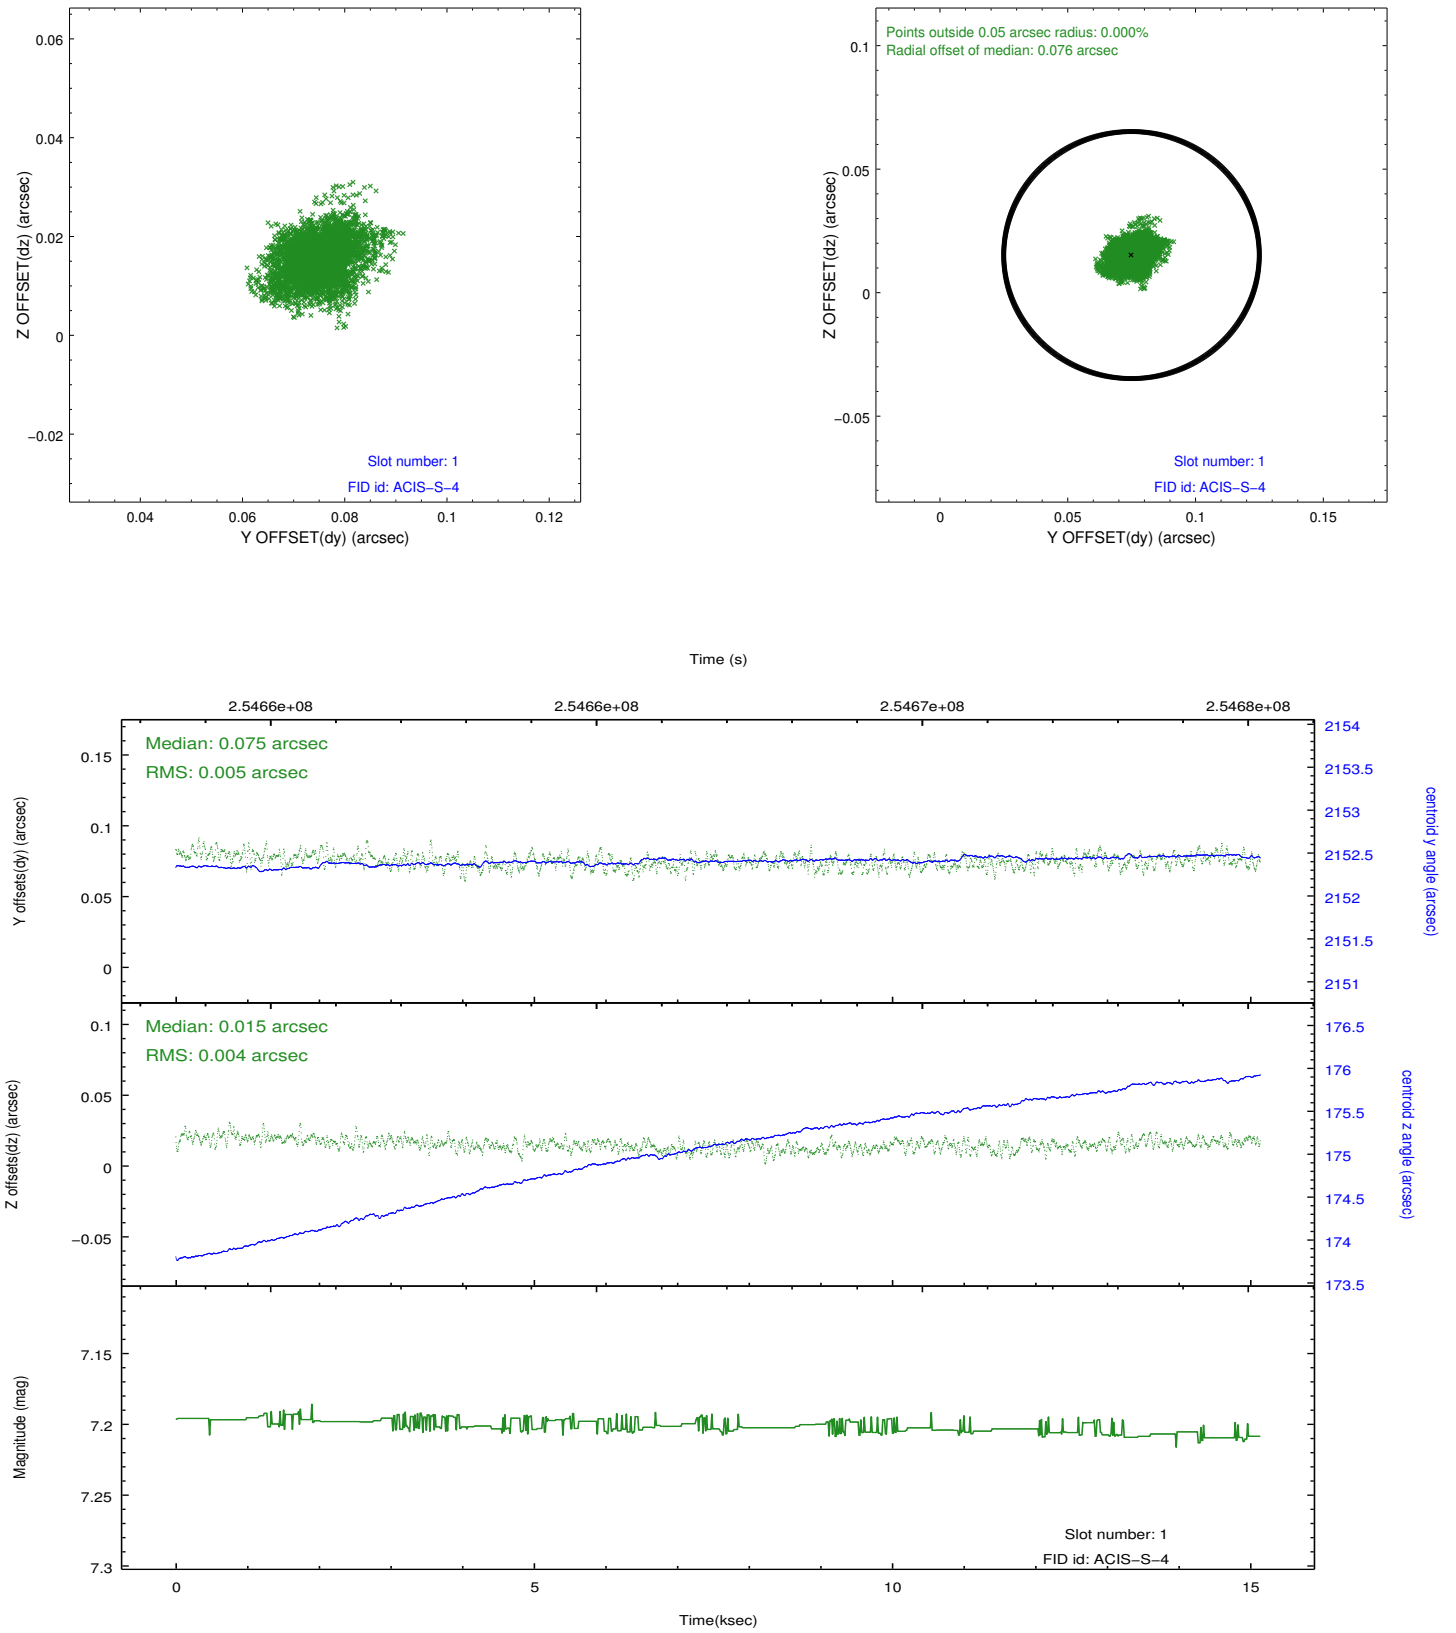 0.06
0.04
0.02
0
−0.02
Z OFFSET(dz) (arcsec)
Slot number: 1
FID id: ACIS−S−4
0.04 0.06 0.08 0.1 0.12
Y OFFSET(dy) (arcsec)
Points outside 0.05 arcsec radius: 0.000%
Radial offset of median: 0.076 arcsec
0.1
0.05
0
−0.05
Z OFFSET(dz) (arcsec)
Slot number: 1
FID id: ACIS−S−4
0 0.05 0.1 0.15
Y OFFSET(dy) (arcsec)
Time (s)
2.5466e+08 2.5466e+08 2.5467e+08 2.5468e+08
Median: 0.075 arcsec
RMS: 0.005 arcsec
0.15
0.1
0.05
0
Y offsets(dy) (arcsec)
2154
2153.5
2153
2152.5
2152
2151.5
2151
centroid y angle (arcsec)
Median: 0.015 arcsec
RMS: 0.004 arcsec
0.1
0.05
0
−0.05
Z offsets(dz) (arcsec)
176.5
176
175.5
175
174.5
174
173.5
centroid z angle (arcsec)
7.15
7.2
7.25
7.3
Magnitude (mag)
Slot number: 1
FID id: ACIS−S−4
0 5 10 15
Time(ksec)